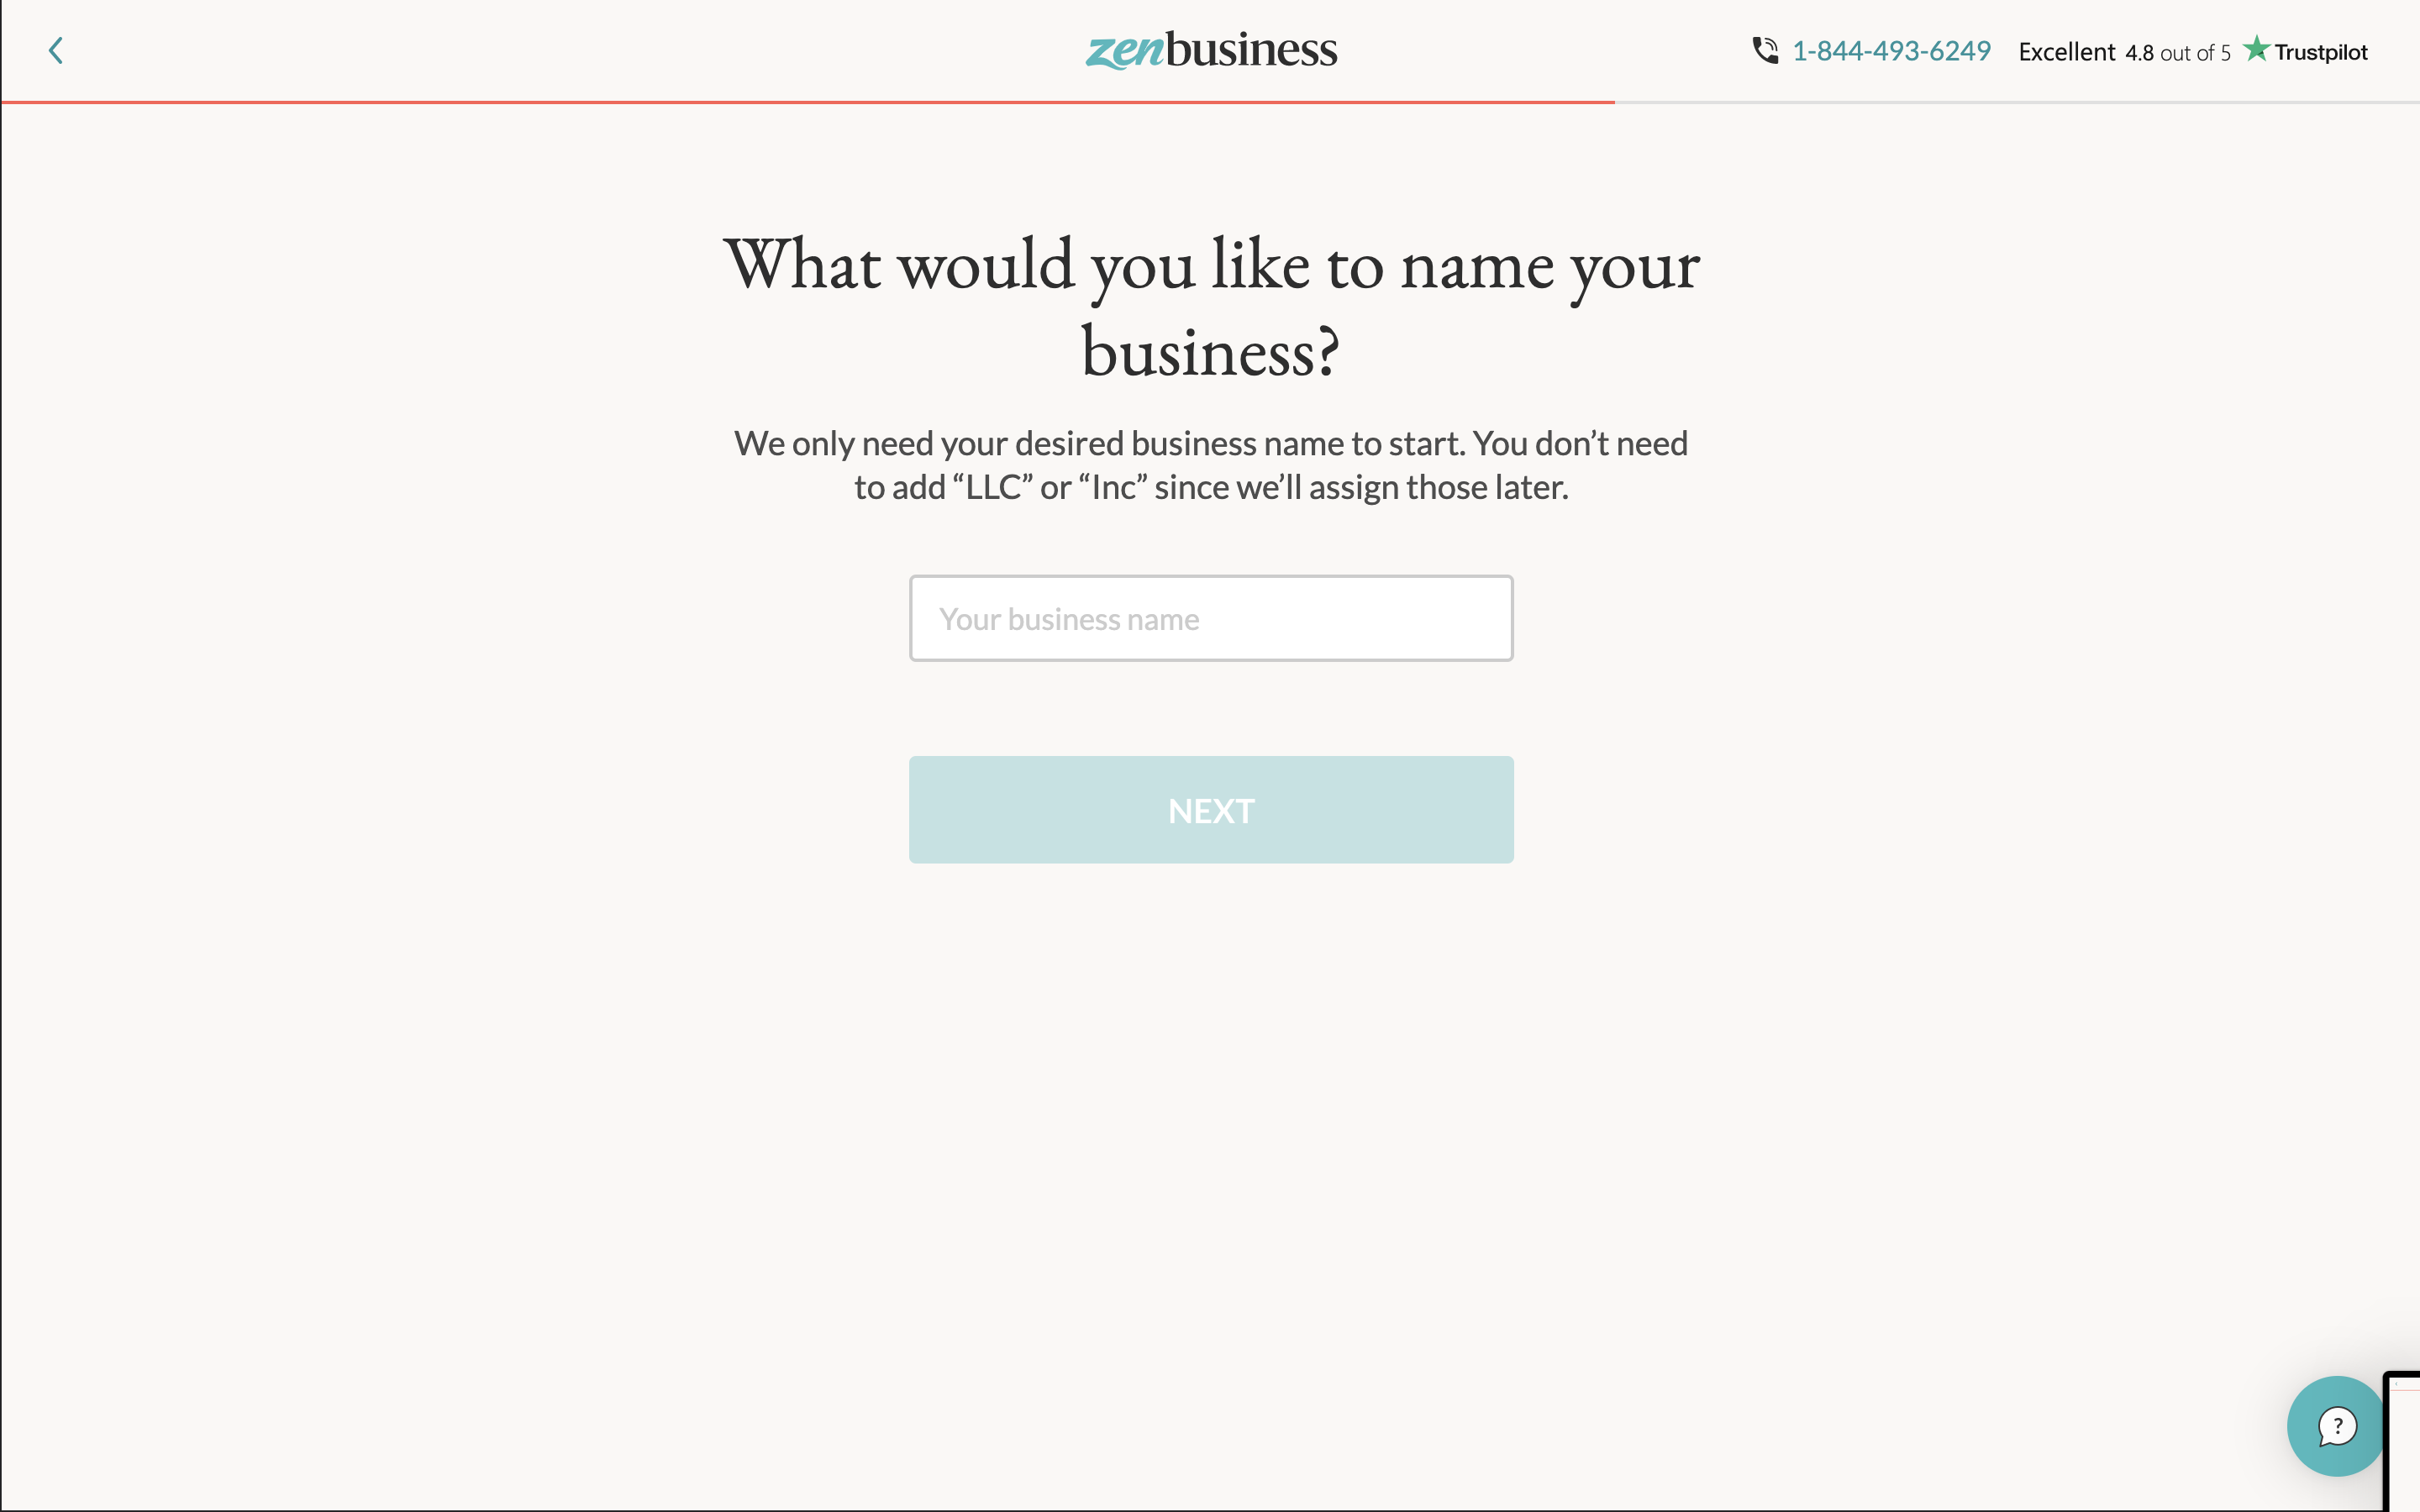 zenbusiness
1-844-493-6249 Excellent 4.8 out of 5 Trustpilot
What would you like to name your
business?
We only need your desired business name to start. You don’t need
to add “LLC” or “Inc” since we’ll assign those later.
Your business name
NEXT
?